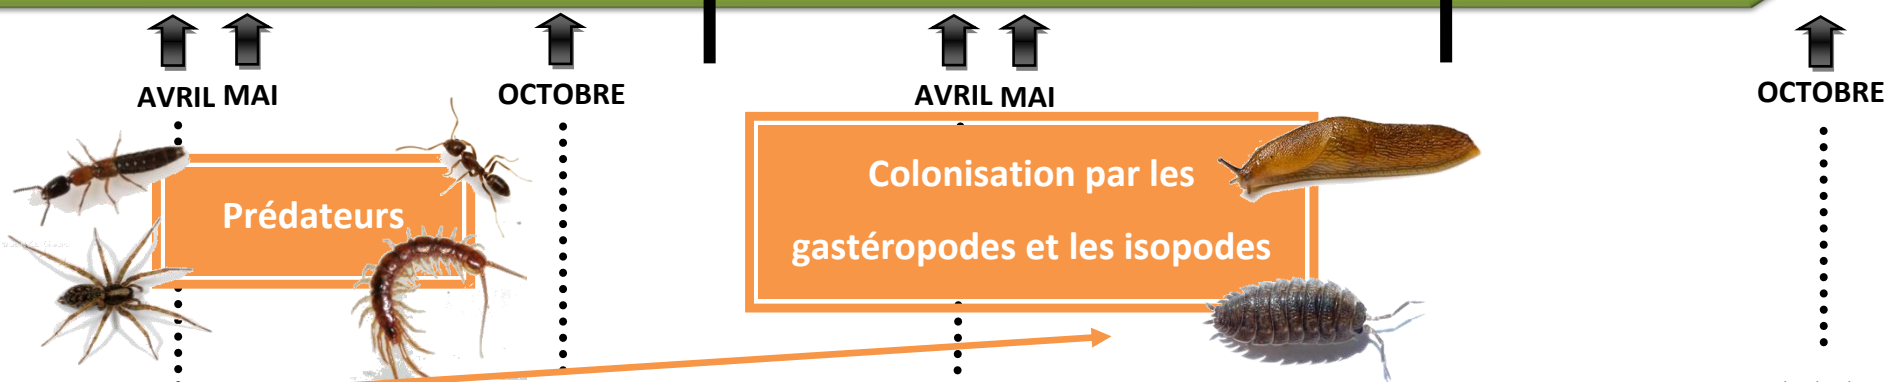 AVRIL MAI
OCTOBRE
AVRIL MAI
OCTOBRE
Prédateurs
Colonisation par les
gastéropodes et les isopodes